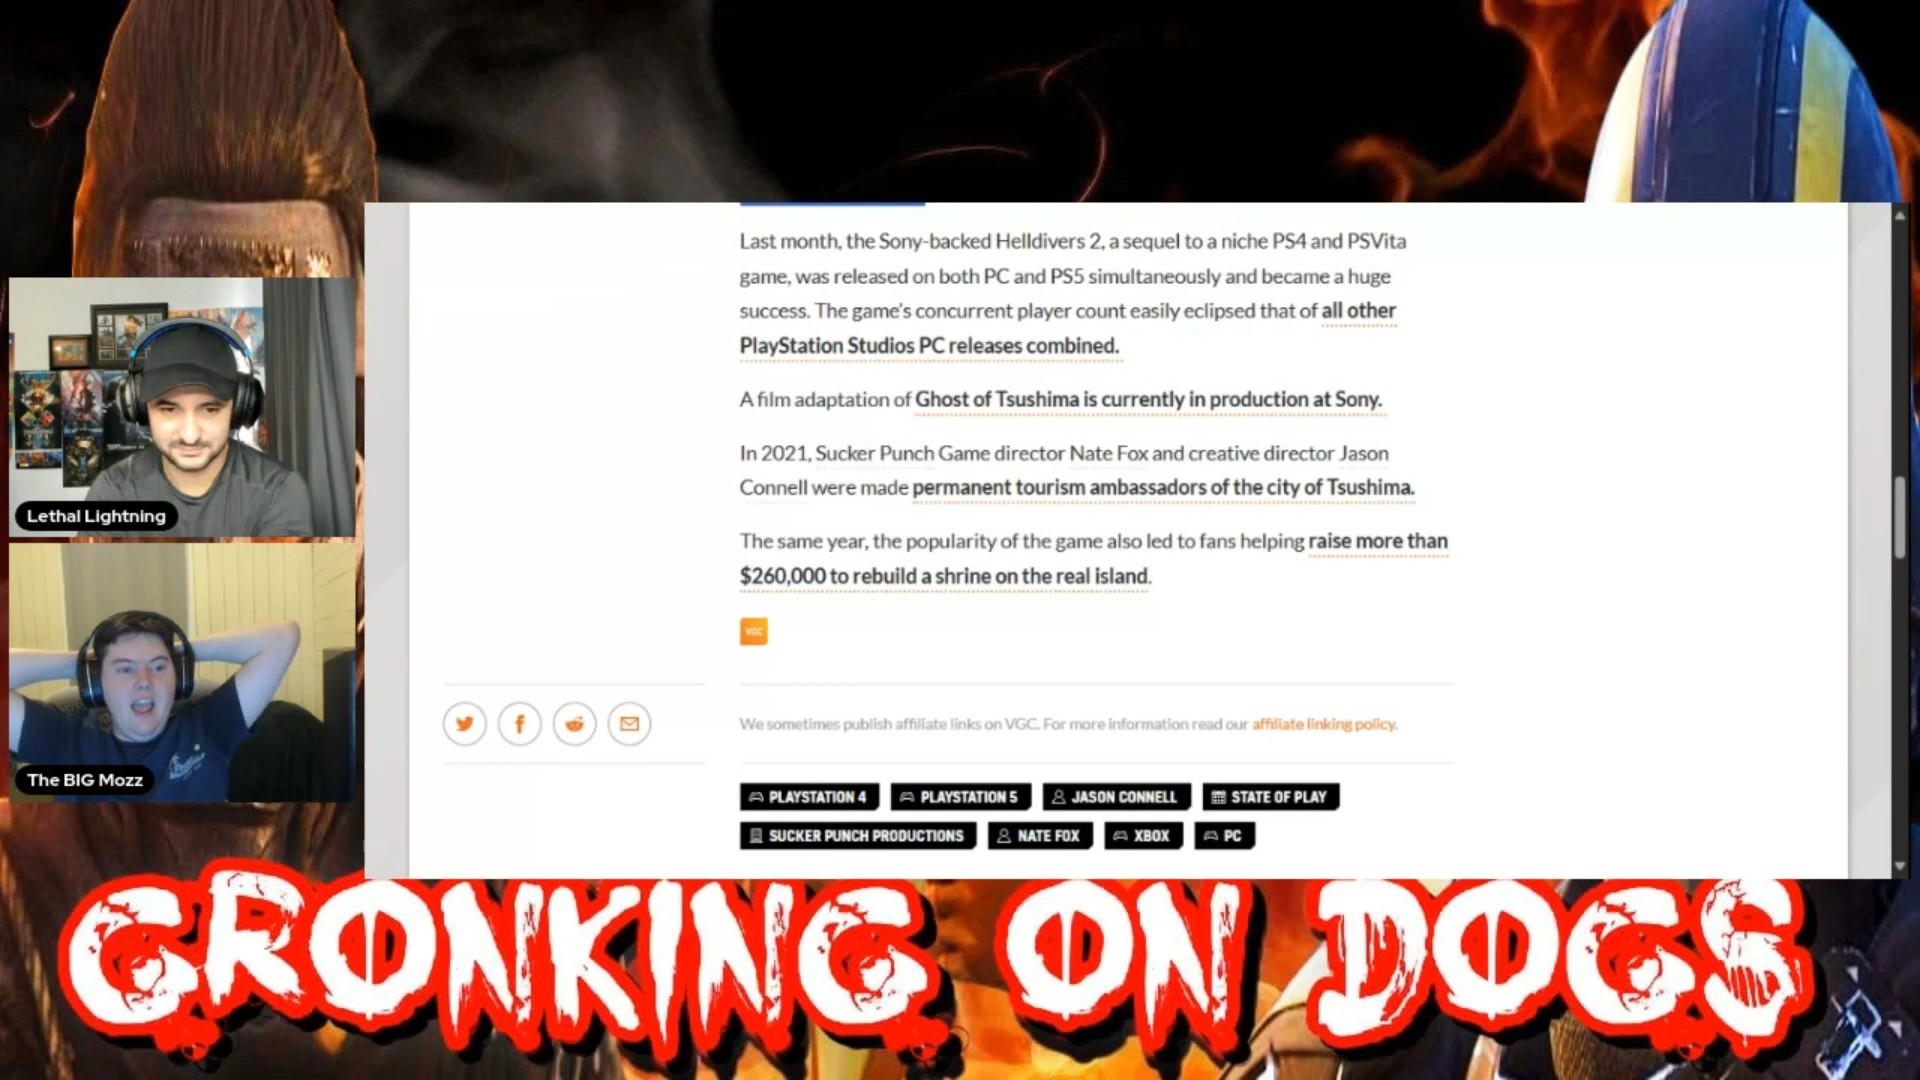 Last month, the Sony-backed Helldivers 2, a sequel to a niche PS4 and PSVita
game, was released on both PC and PS5 simultaneously and became a huge
success. The game's concurrent player count easily eclipsed that of all other
PlayStation Studios PC releases combined.
A film adaptation of Ghost of Tsushima is currently in production at Sony.
In 2021, Sucker Punch Game director Nate Fox and creative director Jason
Connell were made permanent tourism ambassadors of the city of Tsushima.
The same year, the popularity of the game also led to fans helping raise more than
$260,000 to rebuild a shrine on the real island.
VGC
We sometimes publish affiliate links on VGC. For more information read our affiliate linking policy.
PLAYSTATION 4 PLAYSTATION 5 JASON CONNELL STATE OF PLAY
SUCKER PUNCH PRODUCTIONS NATE FOX XBOX PC
Lethal Lightning
The BIG Mozz
GRONKING ON DOGS